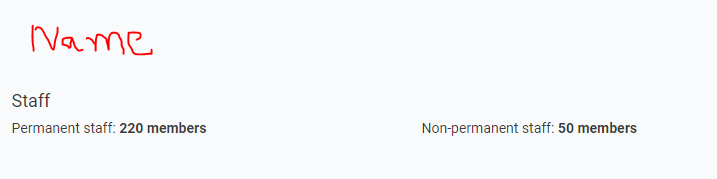 Name
Staff
Permanent staff: 220 members
Non-permanent staff: 50 members